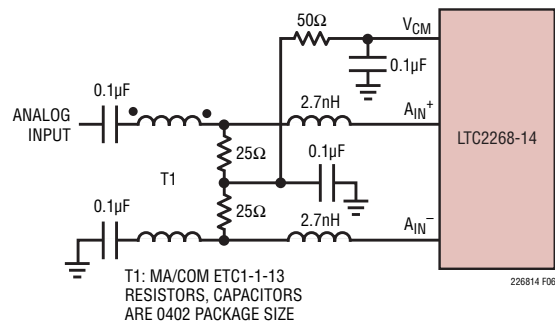 50Ω
VCM
0.1µF
0.1µF
2.7nH
AIN+
ANALOG
INPUT
LTC2268-14
25Ω
0.1µF
T1
0.1µF
25Ω
2.7nH
AIN−
T1: MA/COM ETC1-1-13
RESISTORS, CAPACITORS
ARE 0402 PACKAGE SIZE
226814 F06